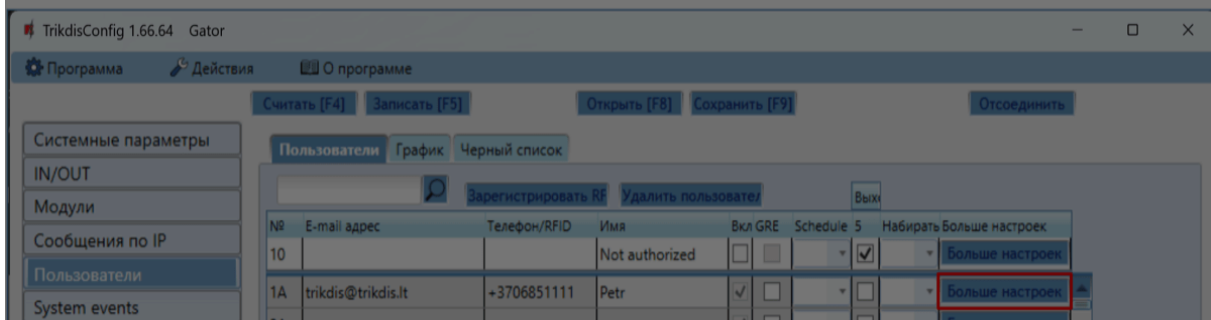 TrikdisConfig 1.66.64 Gator
Программа Действия О программе
Считать [F4] Записать [F5] Открыть [F8] Сохранить [F9] Отсоединить
Системные параметры
IN/OUT
Модули
Сообщения по IP
Пользователи
System events
Пользователи График Черный список
Зарегистрировать RF Удалить пользовател Выхо
№ E-mail адрес Телефон/RFID Имя Вкл GRE Schedule 5 Набирать Больше настроек
10 Not authorized Больше настроек
1A trikdis@trikdis.lt +3706851111 Petr Больше настроек